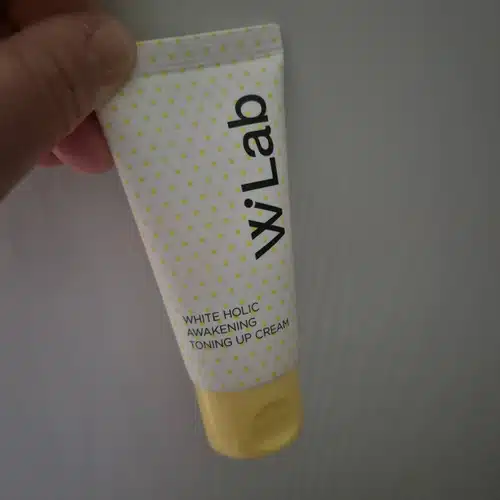 W.Lab
WHITE HOLIC
AWAKENING
TONING UP CREAM